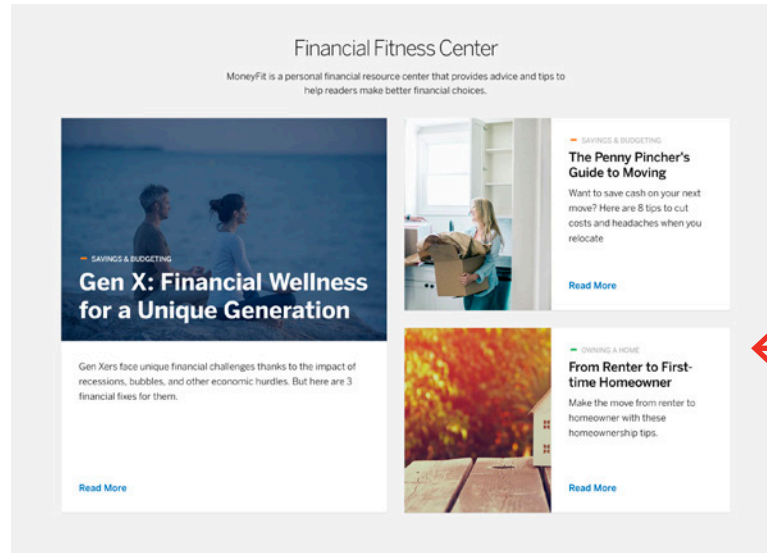 Financial Fitness Center
MoneyFit is a personal financial resource center that provides advice and tips to
help readers make better financial choices.
SAVINGS & BUDGETING
Gen X: Financial Wellness
for a Unique Generation
Gen Xers face unique financial challenges thanks to the impact of
recessions, bubbles, and other economic hurdles. But here are 3
financial fixes for them.
Read More
SAVINGS & BUDGETING
The Penny Pincher's
Guide to Moving
Want to save cash on your next
move? Here are 8 tips to cut
costs and headaches when you
relocate
Read More
OWNING A HOME
From Renter to First-
time Homeowner
Make the move from renter to
homeowner with these
homeownership tips.
Read More